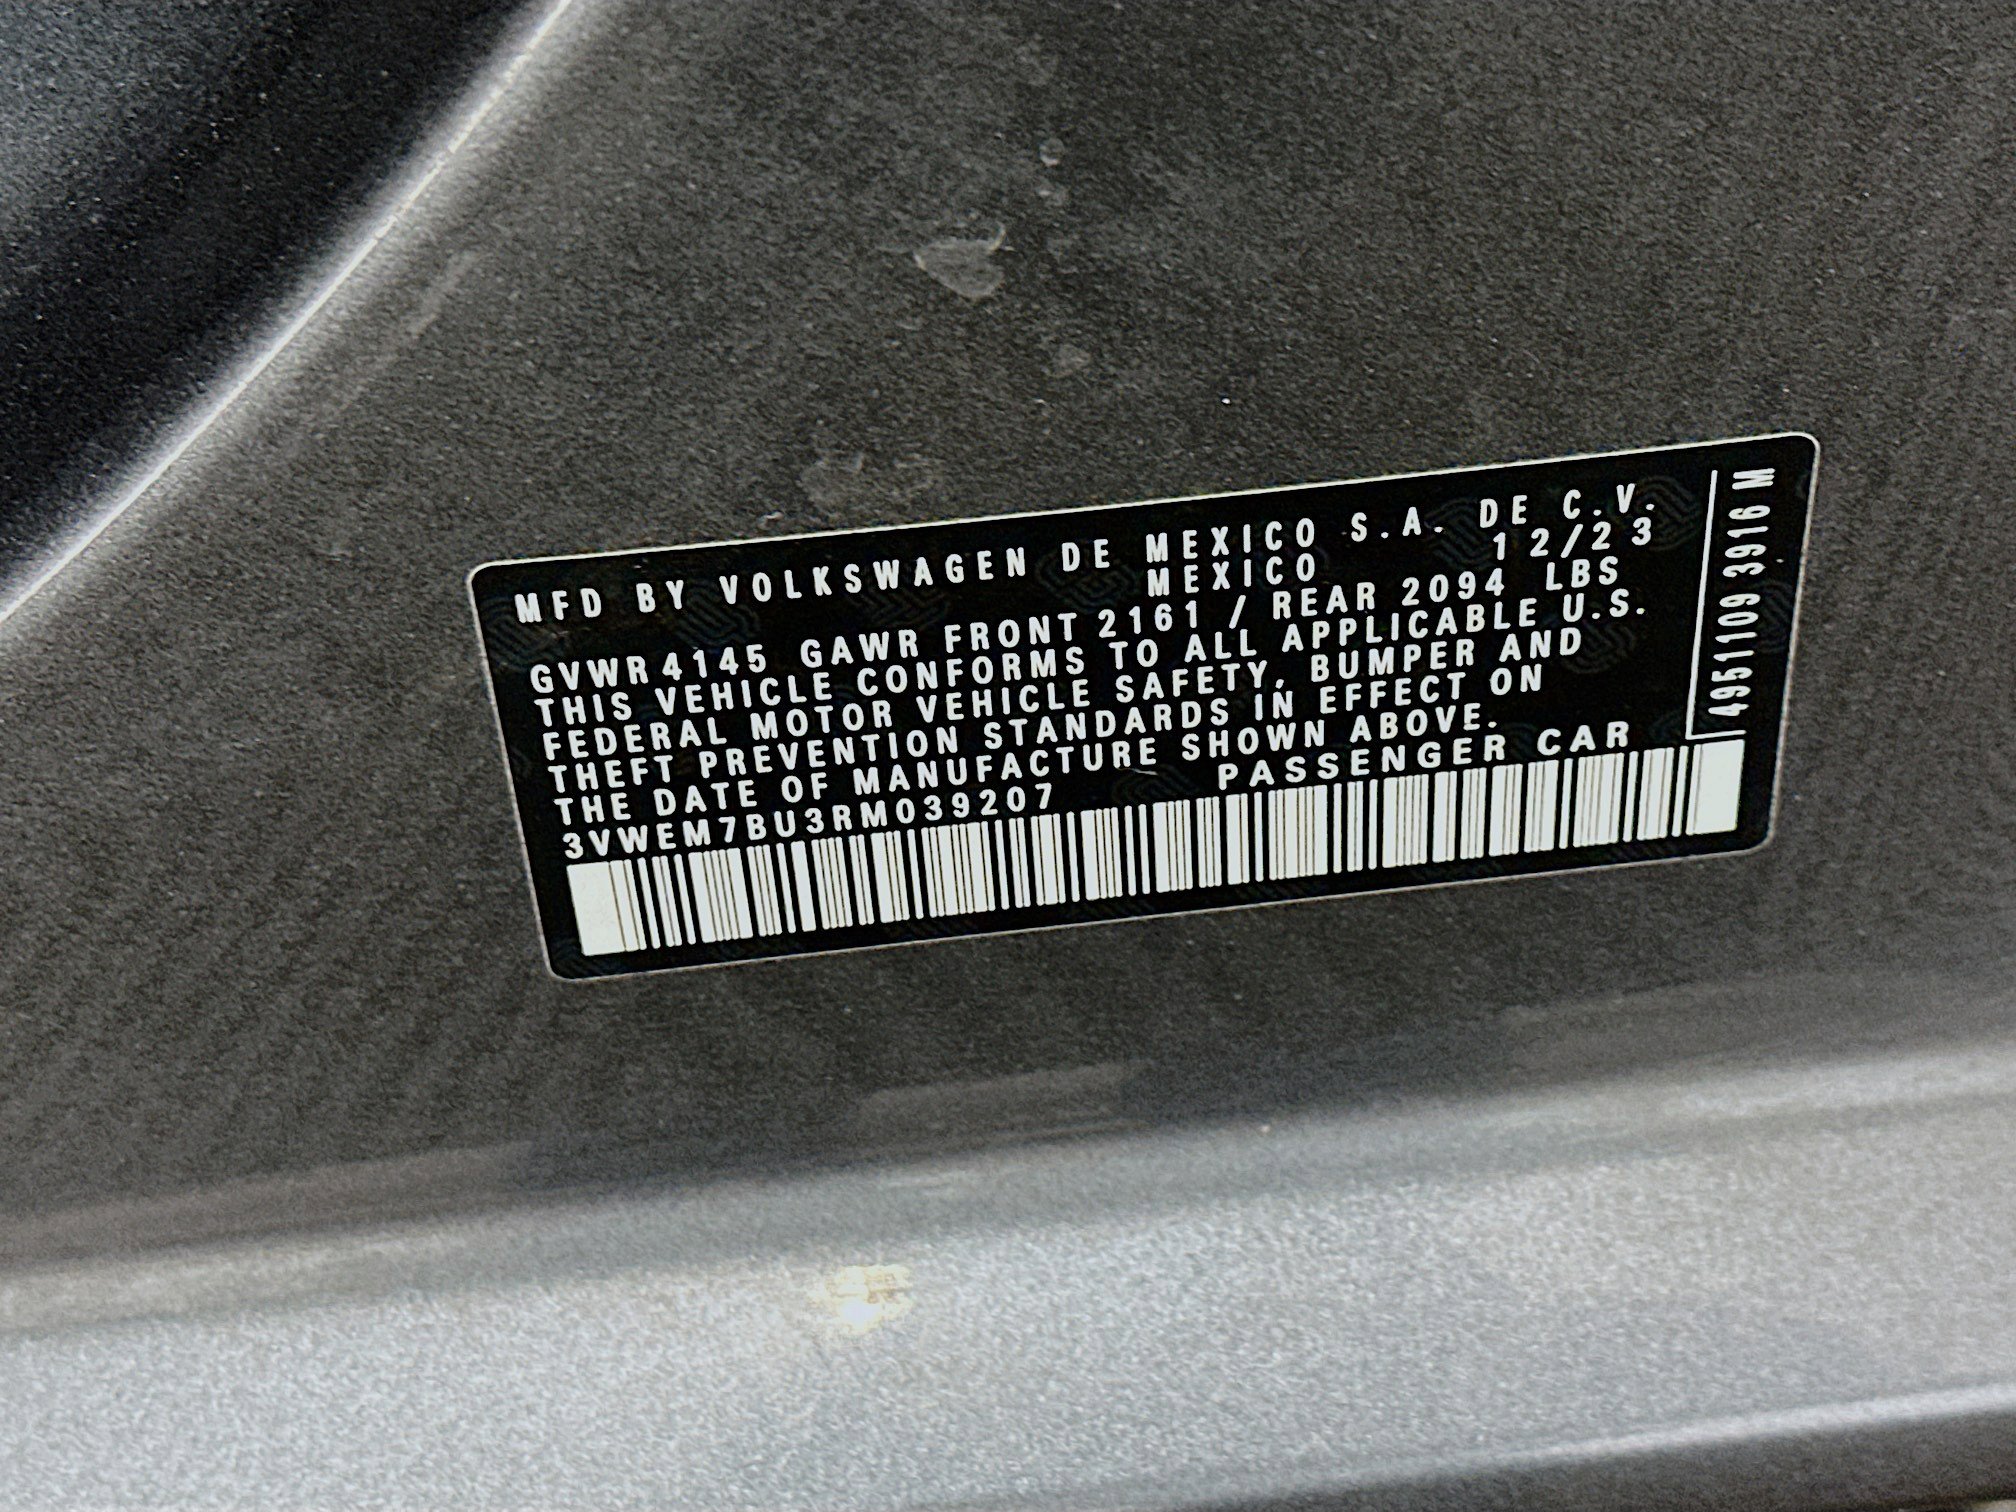 MFD BY VOLKSWAGEN DE MEXICO S.A. DE C.V.
MEXICO 12/23
GVWR 4145 GAWR FRONT 2161 / REAR 2094 LBS
THIS VEHICLE CONFORMS TO ALL APPLICABLE U.S.
FEDERAL MOTOR VEHICLE SAFETY, BUMPER AND
THEFT PREVENTION STANDARDS IN EFFECT ON
THE DATE OF MANUFACTURE SHOWN ABOVE.
3VWEM7BU3RM039207 PASSENGER CAR
4951109 3916 M